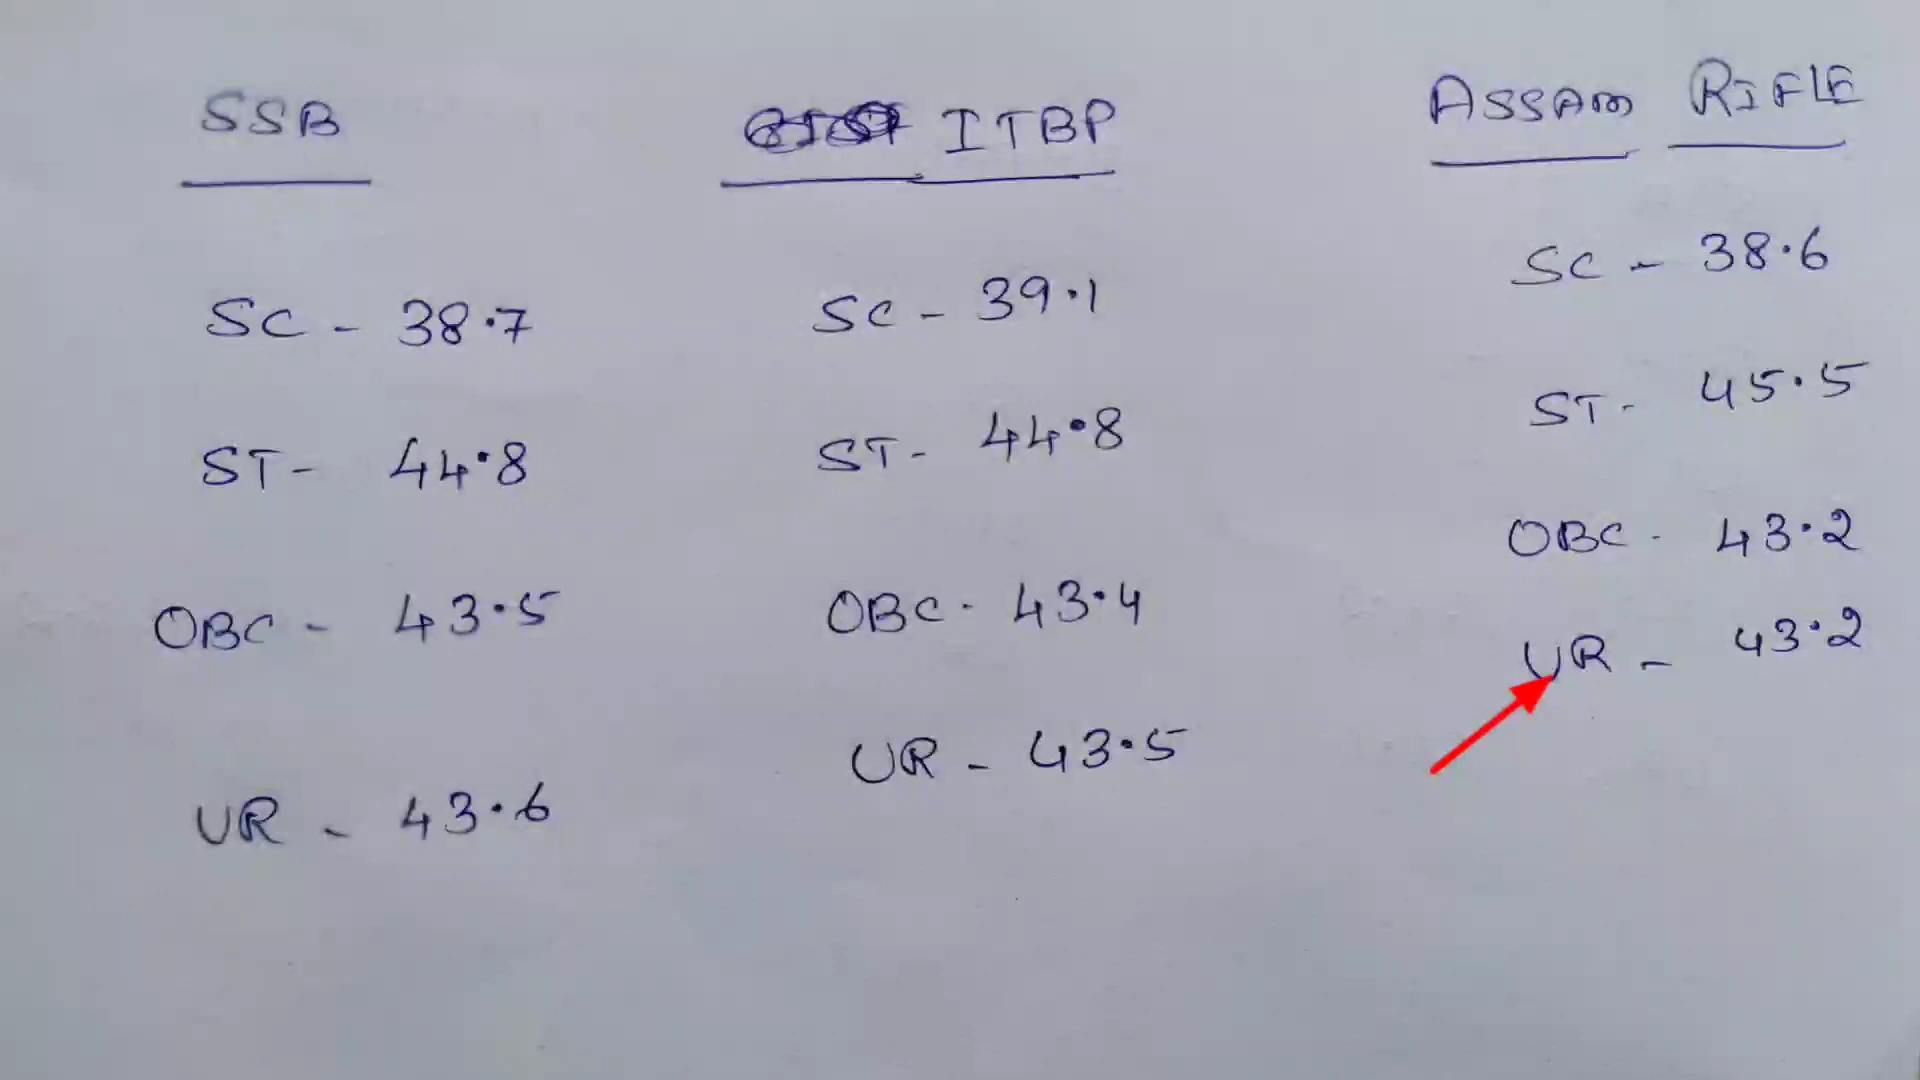 SSB
SC - 38.7
ST - 44.8
OBC - 43.5
UR - 43.6
ITBP
SC - 39.1
ST - 44.8
OBC - 43.4
UR - 43.5
ASSAM RIFLE
SC - 38.6
ST - 45.5
OBC - 43.2
UR - 43.2